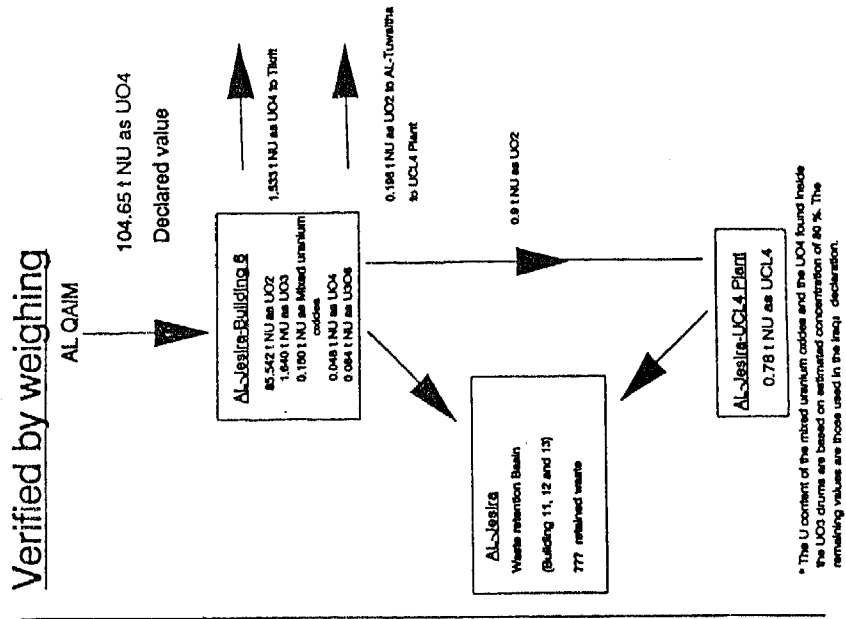 Verified by weighing
AL QAIM
104.65 t NU as UO4
Declared value
AL-Jesira-Building 6
85.542 t NU as UO2
1.640 t NU as UO3
0.180 t NU as Mixed uranium
oxides
0.048 t NU as UO4
0.084 t NU as U3O8
1.533 t NU as UO4 to Tikrit
0.198 t NU as UO2 to AL-Tuwaitha
to UCL4 Plant
0.9 t NU as UO2
AL-Jesira
Waste retention Basin
(Building 11, 12 and 13)
??? retained waste
AL-Jesira-UCL4 Plant
0.78 t NU as UCL4
* The U content of the mixed uranium oxides and the UO4 found inside
the UO3 drums are based on estimated concentration of 80 %. The
remaining values are those used in the Iraqi declaration.